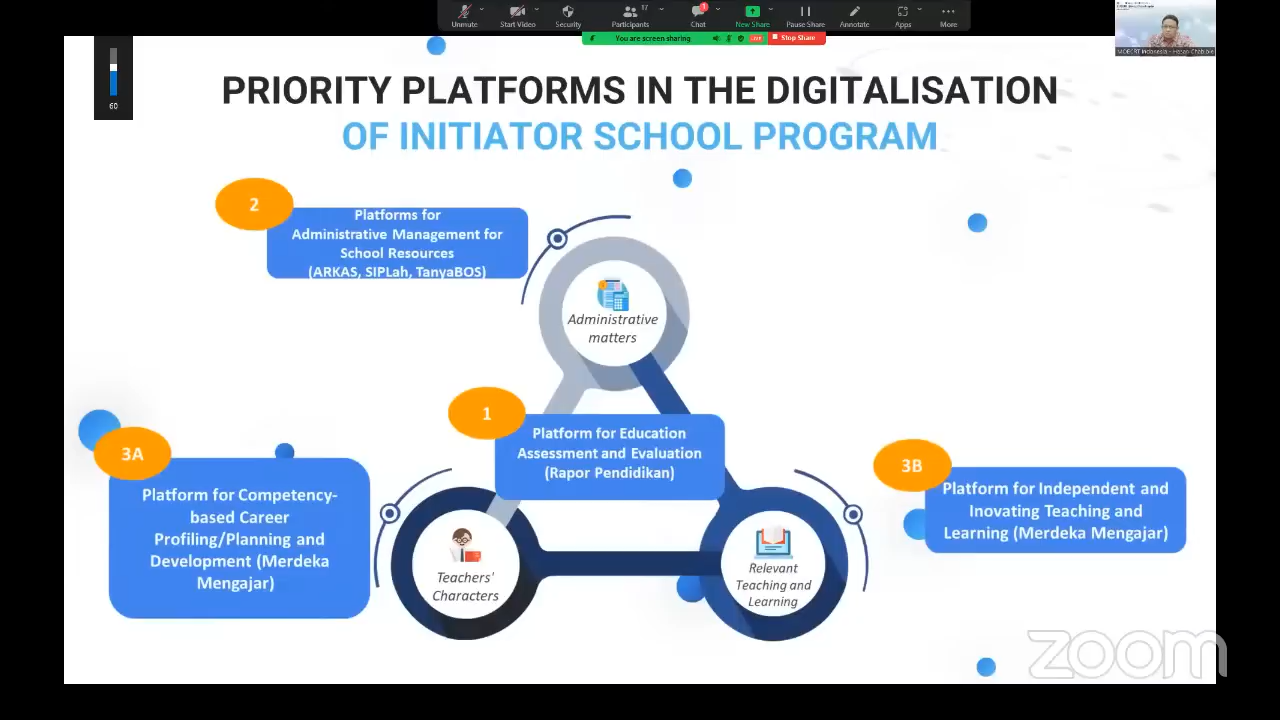 Unmute
Start Video
Security
Participants
17
Chat
1
New Share
Pause Share
Annotate
Apps
More
You are screen sharing
LIVE
Stop Share
60
PRIORITY PLATFORMS IN THE DIGITALISATION
OF INITIATOR SCHOOL PROGRAM
2
Platforms for
Administrative Management for
School Resources
(ARKAS, SIPLah, TanyaBOS)
Administrative
matters
1
Platform for Education
Assessment and Evaluation
(Rapor Pendidikan)
3A
Platform for Competency-
based Career
Profiling/Planning and
Development (Merdeka
Mengajar)
Teachers'
Characters
3B
Platform for Independent and
Inovating Teaching and
Learning (Merdeka Mengajar)
Relevant
Teaching and
Learning
zoom